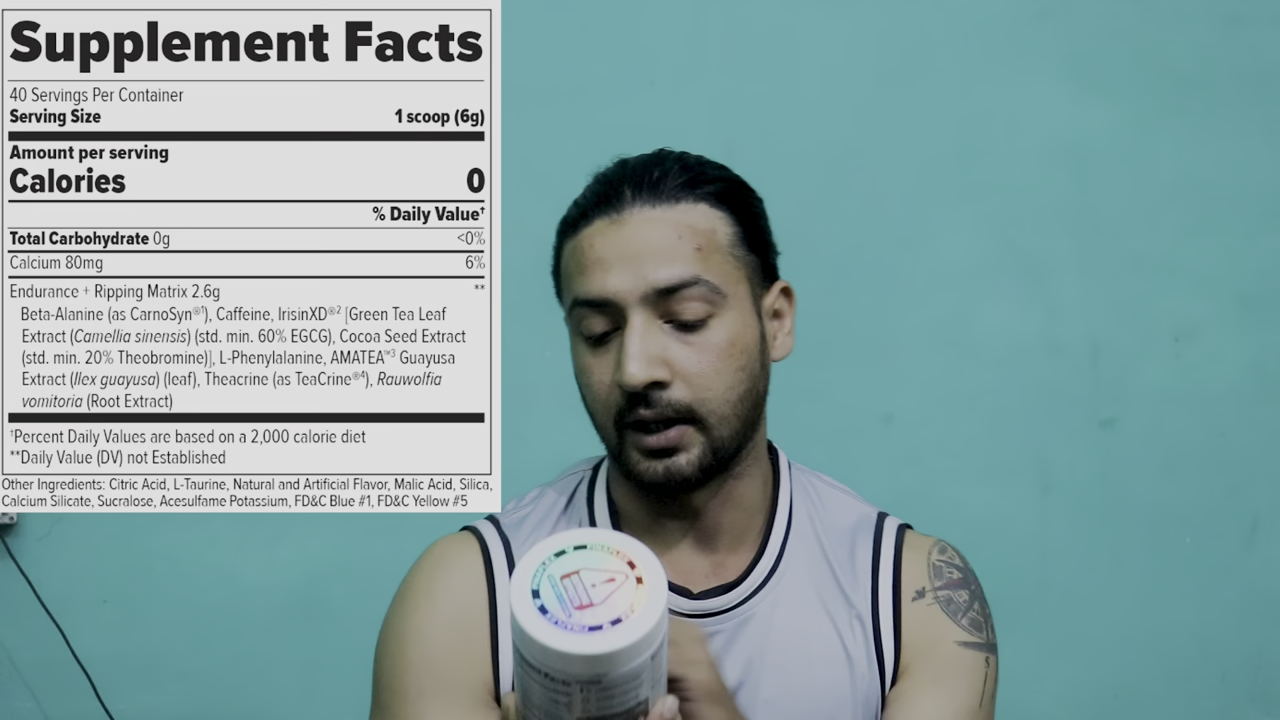 Supplement Facts
40 Servings Per Container
Serving Size 1 scoop (6g)
Amount per serving
Calories 0
% Daily Value†
Total Carbohydrate 0g <0%
Calcium 80mg 6%
Endurance + Ripping Matrix 2.6g **
Beta-Alanine (as CarnoSyn®¹), Caffeine, IrisinXD®² [Green Tea Leaf
Extract (Camellia sinensis) (std. min. 60% EGCG), Cocoa Seed Extract
(std. min. 20% Theobromine)], L-Phenylalanine, AMATEA™³ Guayusa
Extract (Ilex guayusa) (leaf), Theacrine (as TeaCrine®⁴), Rauwolfia
vomitoria (Root Extract)
†Percent Daily Values are based on a 2,000 calorie diet
**Daily Value (DV) not Established
Other Ingredients: Citric Acid, L-Taurine, Natural and Artificial Flavor, Malic Acid, Silica,
Calcium Silicate, Sucralose, Acesulfame Potassium, FD&C Blue #1, FD&C Yellow #5
FINAFLEX